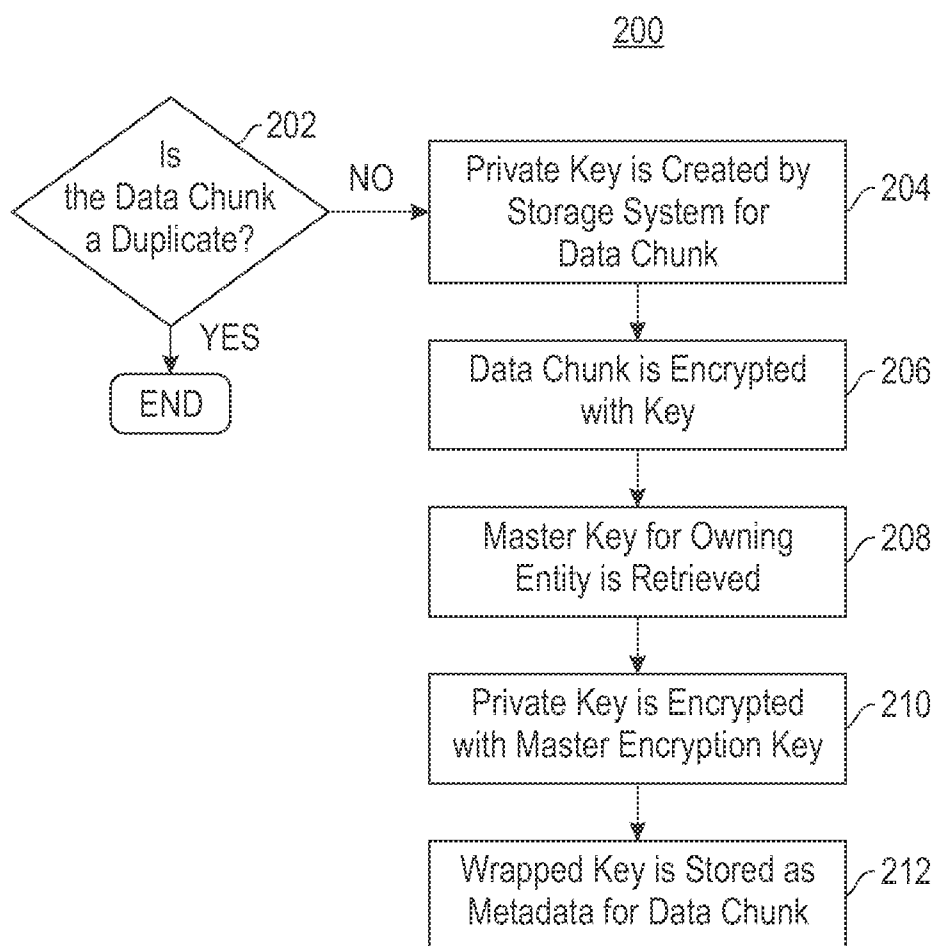 200
202
Is
the Data Chunk
a Duplicate?
NO
YES
END
Private Key is Created by
Storage System for
Data Chunk
204
Data Chunk is Encrypted
with Key
206
Master Key for Owning
Entity is Retrieved
208
Private Key is Encrypted
with Master Encryption Key
210
Wrapped Key is Stored as
Metadata for Data Chunk
212